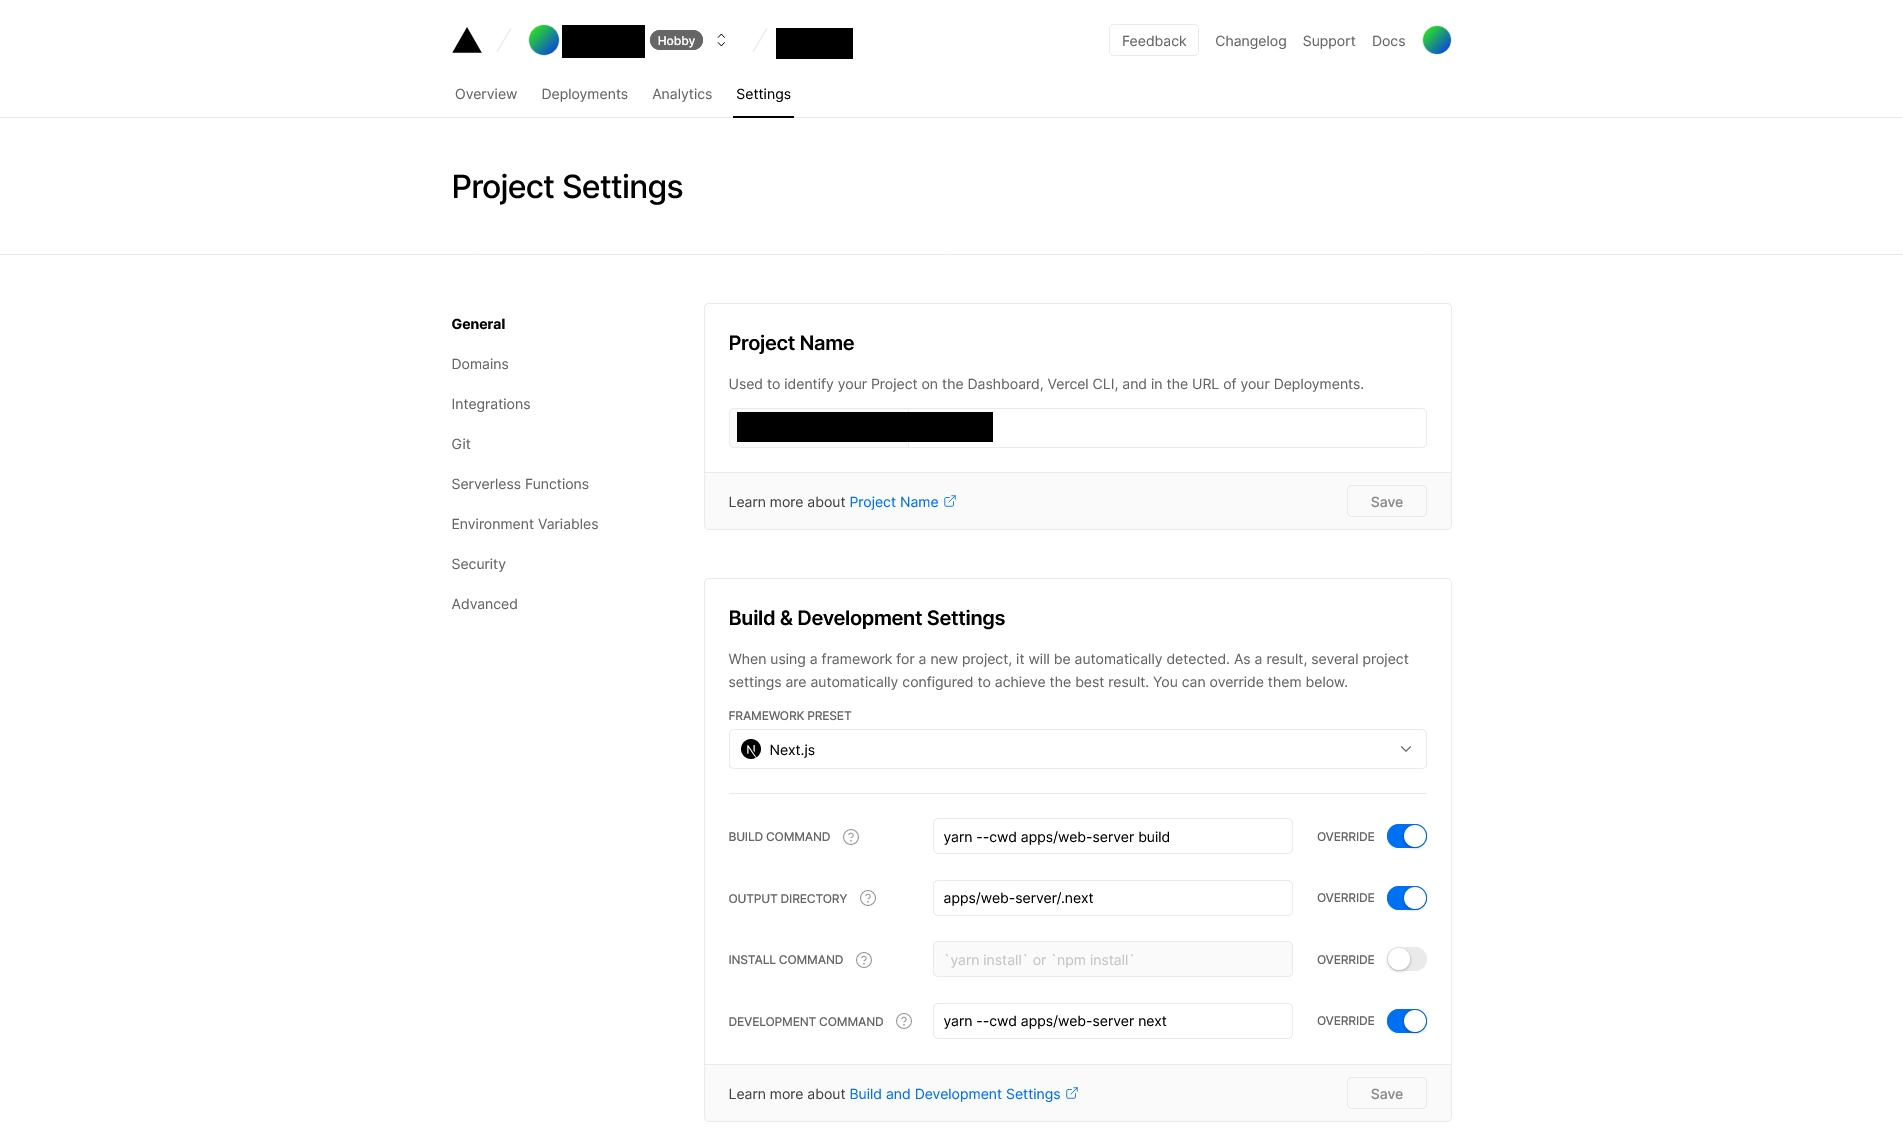 Hobby
Feedback
Changelog
Support
Docs
Overview
Deployments
Analytics
Settings
Project Settings
General
Domains
Integrations
Git
Serverless Functions
Environment Variables
Security
Advanced
Project Name
Used to identify your Project on the Dashboard, Vercel CLI, and in the URL of your Deployments.
Learn more about Project Name
Save
Build & Development Settings
When using a framework for a new project, it will be automatically detected. As a result, several project
settings are automatically configured to achieve the best result. You can override them below.
FRAMEWORK PRESET
N Next.js
BUILD COMMAND ?
yarn --cwd apps/web-server build
OVERRIDE
OUTPUT DIRECTORY ?
apps/web-server/.next
OVERRIDE
INSTALL COMMAND ?
`yarn install` or `npm install`
OVERRIDE
DEVELOPMENT COMMAND ?
yarn --cwd apps/web-server next
OVERRIDE
Learn more about Build and Development Settings
Save